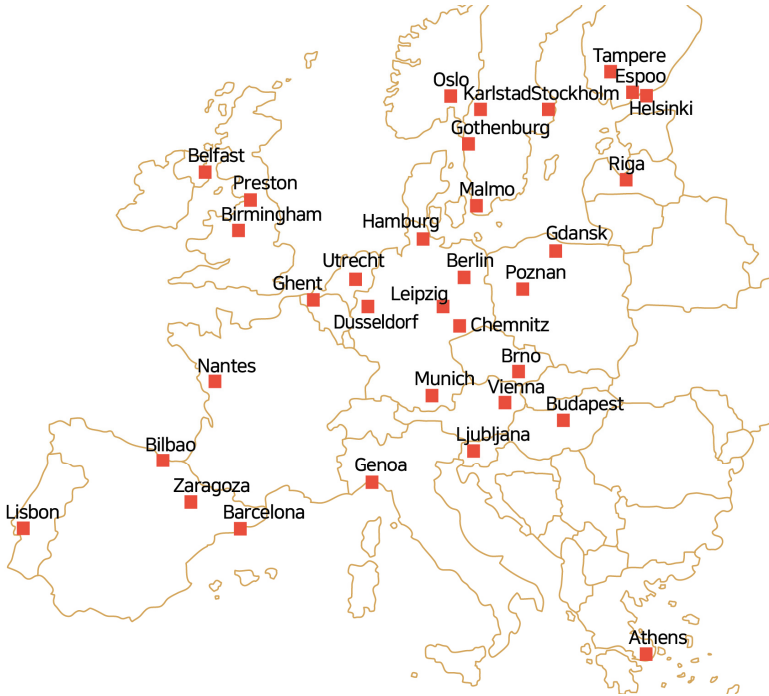 Tampere
Espoo
Oslo
Karlstad
Stockholm
Helsinki
Gothenburg
Belfast
Riga
Preston
Malmo
Birmingham
Hamburg
Gdansk
Utrecht
Berlin
Poznan
Ghent
Leipzig
Dusseldorf
Chemnitz
Brno
Nantes
Munich
Vienna
Budapest
Ljubljana
Bilbao
Genoa
Zaragoza
Lisbon
Barcelona
Athens